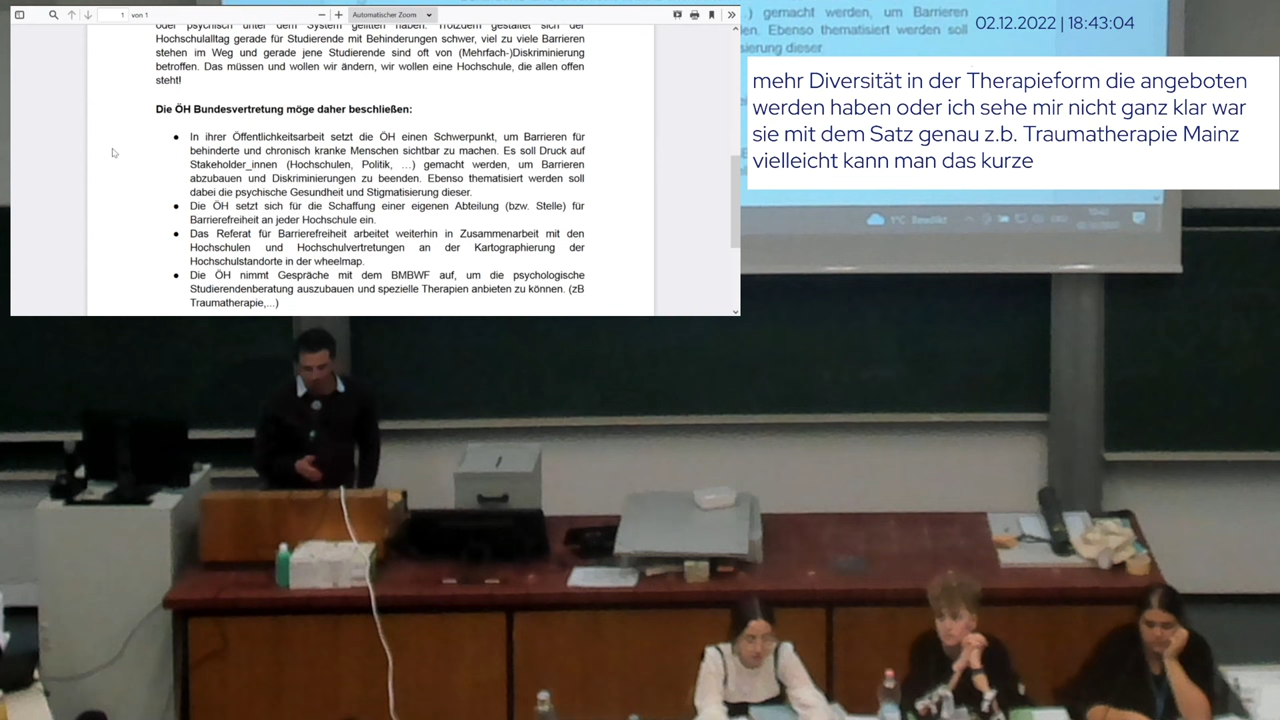 1 von 1
Automatischer Zoom
oder psychisch unter dem System gelitten haben. Trotzdem gestaltet sich der
Hochschulalltag gerade für Studierende mit Behinderungen schwer, viel zu viele Barrieren
stehen im Weg und gerade jene Studierende sind oft von (Mehrfach-)Diskriminierung
betroffen. Das müssen und wollen wir ändern, wir wollen eine Hochschule, die allen offen
steht!
Die ÖH Bundesvertretung möge daher beschließen:
● In ihrer Öffentlichkeitsarbeit setzt die ÖH einen Schwerpunkt, um Barrieren für
behinderte und chronisch kranke Menschen sichtbar zu machen. Es soll Druck auf
Stakeholder_innen (Hochschulen, Politik, ...) gemacht werden, um Barrieren
abzubauen und Diskriminierungen zu beenden. Ebenso thematisiert werden soll
dabei die psychische Gesundheit und Stigmatisierung dieser.
● Die ÖH setzt sich für die Schaffung einer eigenen Abteilung (bzw. Stelle) für
Barrierefreiheit an jeder Hochschule ein.
● Das Referat für Barrierefreiheit arbeitet weiterhin in Zusammenarbeit mit den
Hochschulen und Hochschulvertretungen an der Kartographierung der
Hochschulstandorte in der wheelmap.
● Die ÖH nimmt Gespräche mit dem BMBWF auf, um die psychologische
Studierendenberatung auszubauen und spezielle Therapien anbieten zu können. (zB
Traumatherapie,...)
...) gemacht werden, um Barrieren
en. Ebenso thematisiert werden soll
sierung dieser
02.12.2022 | 18:43:04
mehr Diversität in der Therapieform die angeboten
werden haben oder ich sehe mir nicht ganz klar war
sie mit dem Satz genau z.b. Traumatherapie Mainz
vielleicht kann man das kurze
1°C Bewölkt